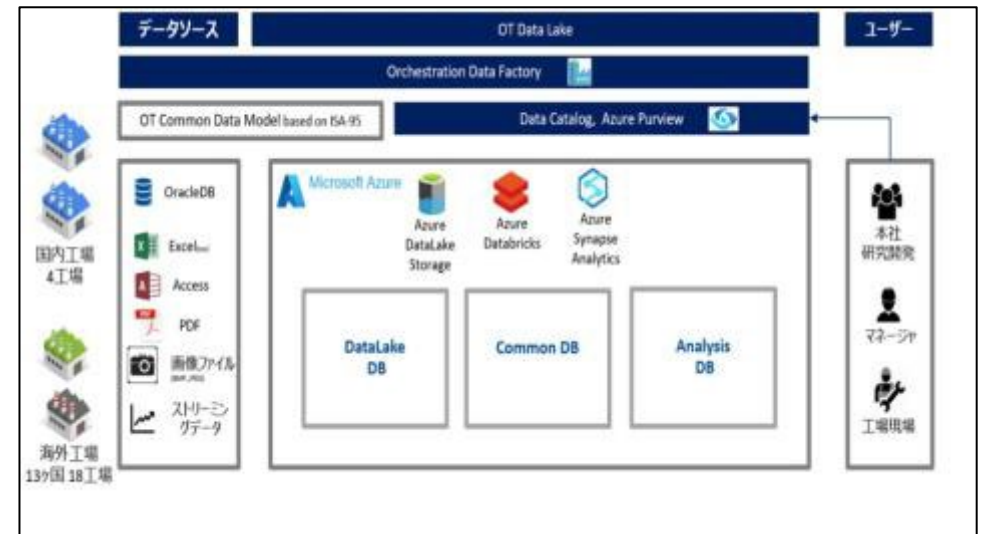 データソース
OT Data Lake
ユーザー
Orchestration Data Factory
OT Common Data Model based on ISA-95
Data Catalog, Azure Purview
国内工場
4工場
海外工場
13ケ国 18工場
OracleDB
Excel
Access
PDF
PDF
画像ファイル
ストリーミン
グデータ
Microsoft Azure
Azure
DataLake
Storage
Azure
Databricks
Azure
Synapse
Analytics
DataLake
DB
Common DB
Analysis
DB
本社
研究開発
マネージャ
工場現場